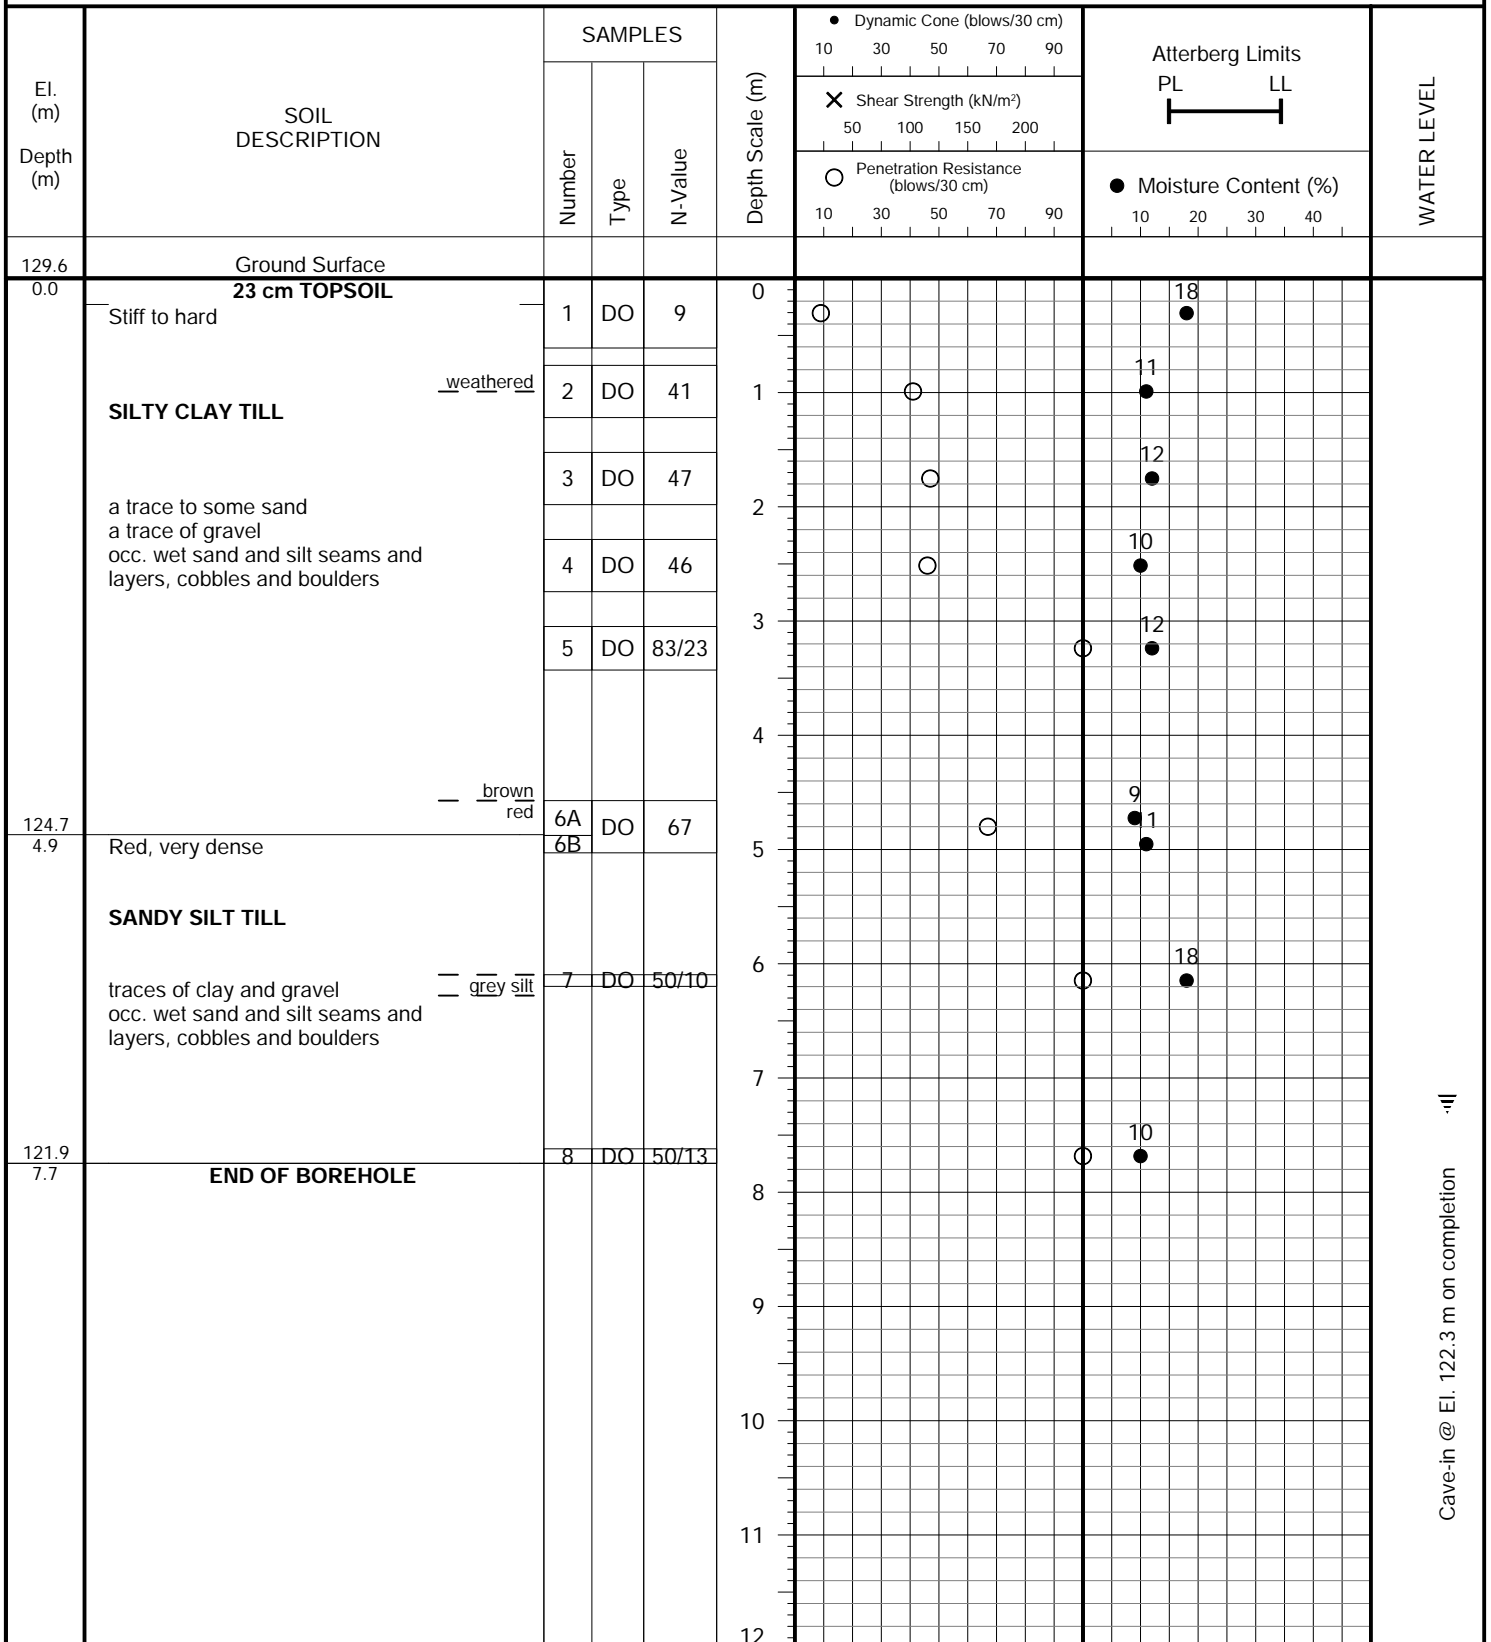 El.
(m)
Depth
(m)
SOIL
DESCRIPTION
SAMPLES
Number
Type
N-Value
Depth Scale (m)
Dynamic Cone (blows/30 cm)
10 30 50 70 90
Shear Strength (kN/m²)
50 100 150 200
Penetration Resistance
(blows/30 cm)
10 30 50 70 90
Atterberg Limits
PL LL
Moisture Content (%)
10 20 30 40
WATER LEVEL
129.6 Ground Surface
0.0 23 cm TOPSOIL 0
Stiff to hard 1 DO 9 18
weathered 2 DO 41 1 11
SILTY CLAY TILL
3 DO 47 12
a trace to some sand 2
a trace of gravel
occ. wet sand and silt seams and
layers, cobbles and boulders 4 DO 46 10
3
5 DO 83/23 12
4
brown
red
124.7 6A DO 67 9
4.9 Red, very dense 6B 5 11
SANDY SILT TILL
6
grey silt 7 DO 50/10 18
traces of clay and gravel
occ. wet sand and silt seams and
layers, cobbles and boulders
7
121.9 8 DO 50/13 10
7.7 END OF BOREHOLE
8
9
10
11
12
Cave-in @ El. 122.3 m on completion